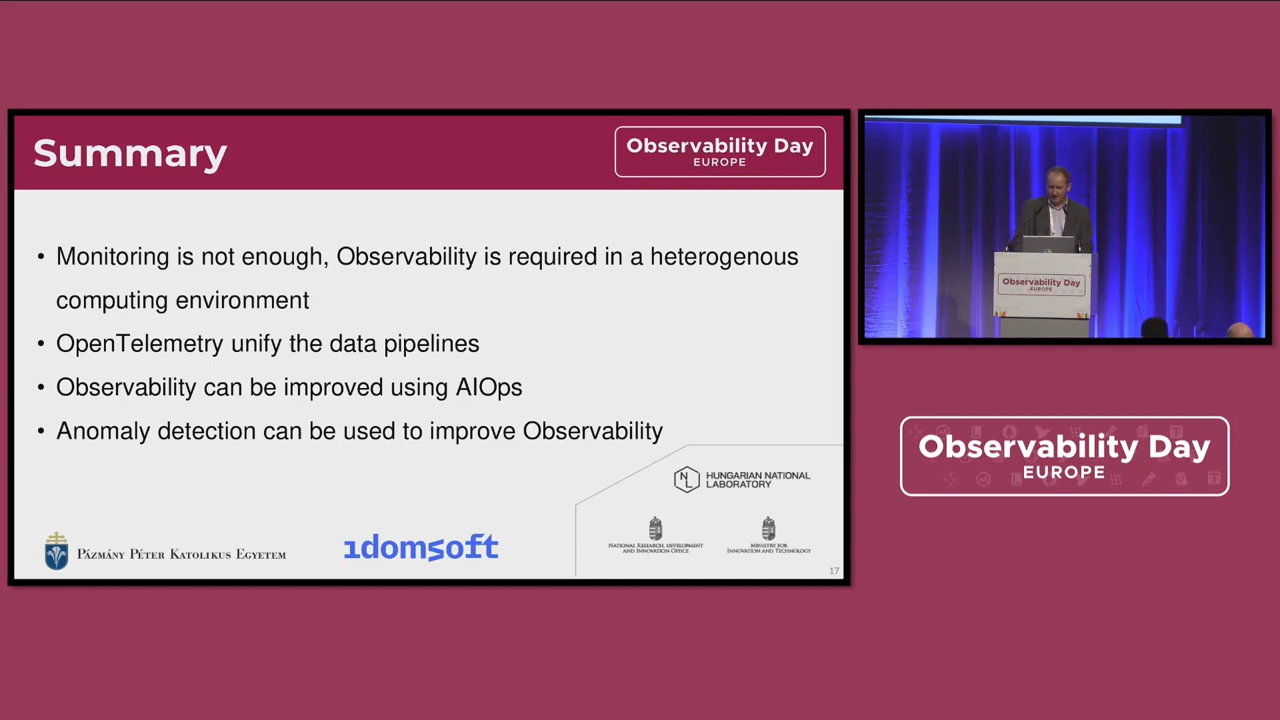 Summary
Observability Day
EUROPE
• Monitoring is not enough, Observability is required in a heterogenous
computing environment
• OpenTelemetry unify the data pipelines
• Observability can be improved using AIOps
• Anomaly detection can be used to improve Observability
NL
HUNGARIAN NATIONAL
LABORATORY
PÁZMÁNY PÉTER KATOLIKUS EGYETEM
1domsoft
NATIONAL RESEARCH, DEVELOPMENT
AND INNOVATION OFFICE
MINISTRY FOR
INNOVATION AND TECHNOLOGY
17
Observability Day
EUROPE
Observability Day
EUROPE